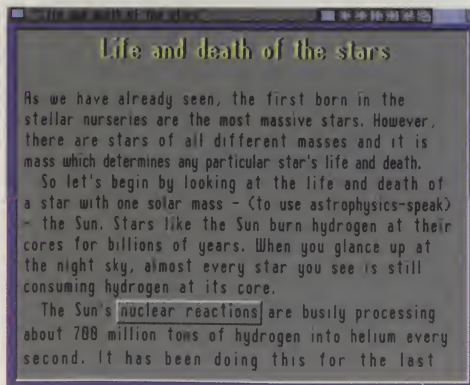 Life and death of the stars
Life and death of the stars
As we have already seen, the first born in the
stellar nurseries are the most massive stars. However,
there are stars of all different masses and it is
mass which determines any particular star's life and death.
So let's begin by looking at the life and death of
a star with one solar mass - (to use astrophysics-speak)
- the Sun. Stars like the Sun burn hydrogen at their
cores for billions of years. When you glance up at
the night sky, almost every star you see is still
consuming hydrogen at its core.
The Sun's nuclear reactions are busily processing
about 700 million tons of hydrogen into helium every
second. It has been doing this for the last